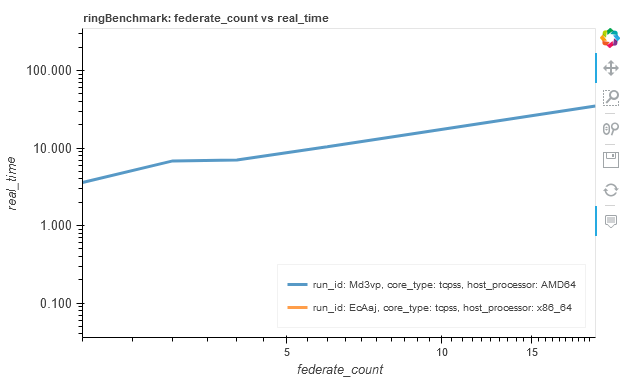 ringBenchmark: federate_count vs real_time
100.000
10.000
1.000
0.100
real_time
run_id: Md3vp, core_type: tcpss, host_processor: AMD64
run_id: EcAaj, core_type: tcpss, host_processor: x86_64
5
10
15
federate_count